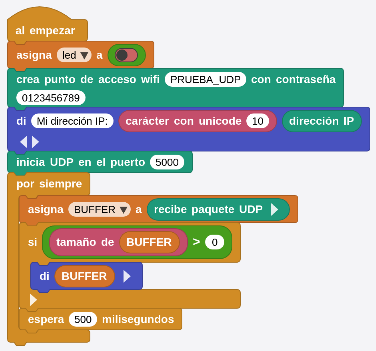 al empezar
asigna led a
crea punto de acceso wifi PRUEBA_UDP con contraseña
0123456789
di Mi dirección IP: carácter con unicode 10 dirección IP
inicia UDP en el puerto 5000
por siempre
asigna BUFFER a recibe paquete UDP
si tamaño de BUFFER > 0
di BUFFER
espera 500 milisegundos